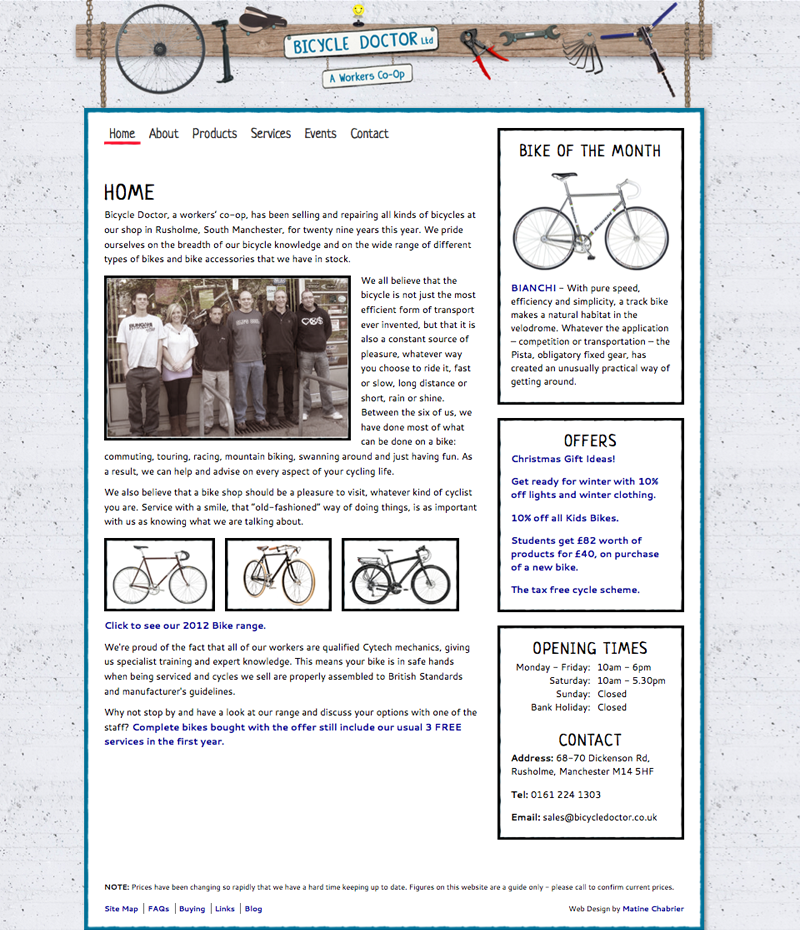 BICYCLE DOCTOR Ltd
A Workers Co-Op
Home About Products Services Events Contact
HOME
Bicycle Doctor, a workers' co-op, has been selling and repairing all kinds of bicycles at
our shop in Rusholme, South Manchester, for twenty nine years this year. We pride
ourselves on the breadth of our bicycle knowledge and on the wide range of different
types of bikes and bike accessories that we have in stock.
We all believe that the
bicycle is not just the most
efficient form of transport
ever invented, but that it is
also a constant source of
pleasure, whatever way
you choose to ride it, fast
or slow, long distance or
short, rain or shine.
Between the six of us, we
have done most of what
can be done on a bike:
commuting, touring, racing, mountain biking, swanning around and just having fun. As
a result, we can help and advise on every aspect of your cycling life.
We also believe that a bike shop should be a pleasure to visit, whatever kind of cyclist
you are. Service with a smile, that "old-fashioned" way of doing things, is as important
with us as knowing what we are talking about.
Click to see our 2012 Bike range.
We're proud of the fact that all of our workers are qualified Cytech mechanics, giving
us specialist training and expert knowledge. This means your bike is in safe hands
when being serviced and cycles we sell are properly assembled to British Standards
and manufacturer's guidelines.
Why not stop by and have a look at our range and discuss your options with one of the
staff? Complete bikes bought with the offer still include our usual 3 FREE
services in the first year.
BIKE OF THE MONTH
BIANCHI - With pure speed,
efficiency and simplicity, a track bike
makes a natural habitat in the
velodrome. Whatever the application
– competition or transportation – the
Pista, obligatory fixed gear, has
created an unusually practical way of
getting around.
OFFERS
Christmas Gift Ideas!
Get ready for winter with 10%
off lights and winter clothing.
10% off all Kids Bikes.
Students get £82 worth of
products for £40, on purchase
of a new bike.
The tax free cycle scheme.
OPENING TIMES
Monday - Friday: 10am - 6pm
Saturday: 10am - 5.30pm
Sunday: Closed
Bank Holiday: Closed
CONTACT
Address: 68-70 Dickenson Rd,
Rusholme, Manchester M14 5HF
Tel: 0161 224 1303
Email: sales@bicycledoctor.co.uk
NOTE: Prices have been changing so rapidly that we have a hard time keeping up to date. Figures on this website are a guide only - please call to confirm current prices.
Site Map | FAQs | Buying | Links | Blog
Web Design by Matine Chabrier